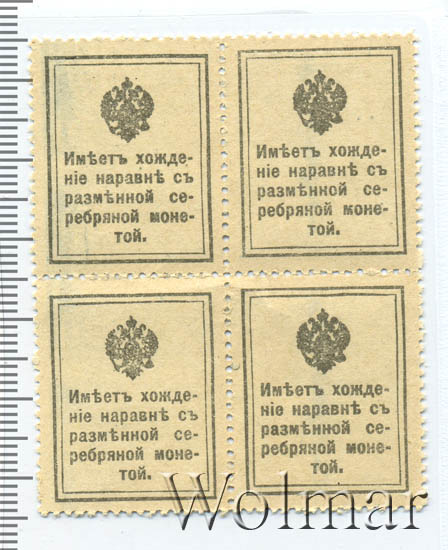 Имѣетъ хожде-
ніе наравнѣ съ
размѣнной се-
ребряной моне-
той.
Имѣетъ хожде-
ніе наравнѣ съ
размѣнной се-
ребряной моне-
той.
Имѣетъ хожде-
ніе наравнѣ съ
размѣнной се-
ребряной моне-
той.
Имѣетъ хожде-
ніе наравнѣ съ
размѣнной се-
ребряной моне-
той.
Wolmar